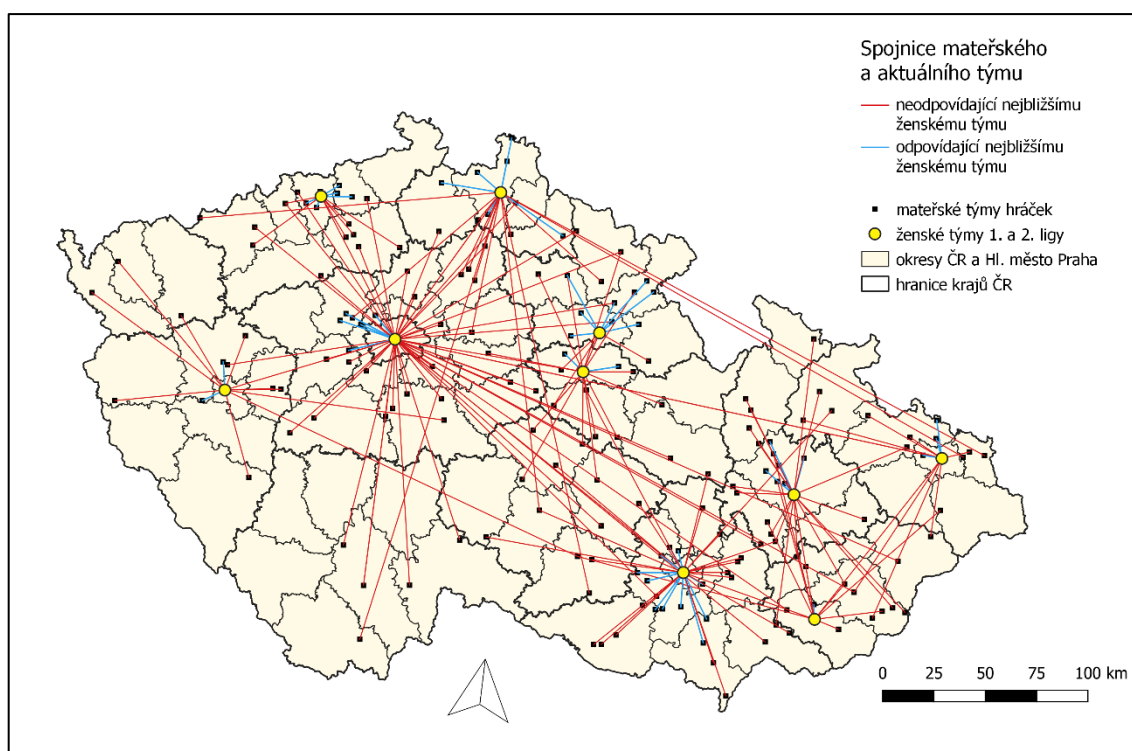 Spojnice mateřského
a aktuálního týmu
neodpovídající nejbližšímu
ženskému týmu
odpovídající nejbližšímu
ženskému týmu
mateřské týmy hráček
ženské týmy 1. a 2. ligy
okresy ČR a Hl. město Praha
hranice krajů ČR
0 25 50 75 100 km